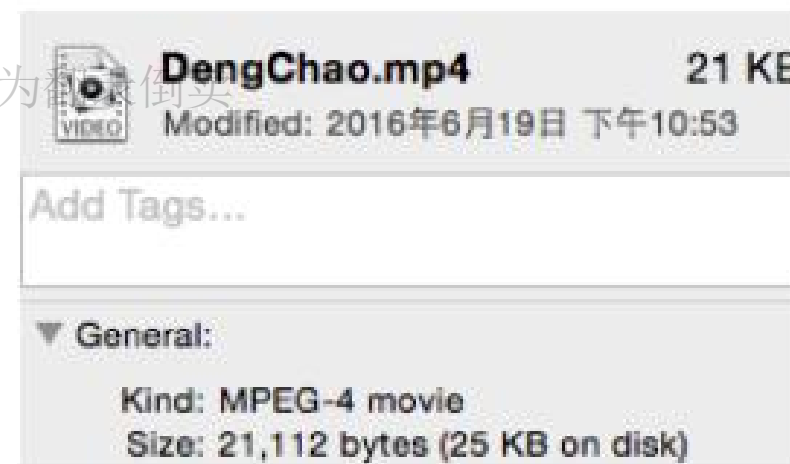 DengChao.mp4 21 KB
Modified: 2016年6月19日 下午10:53
VIDEO
Add Tags...
General:
Kind: MPEG-4 movie
Size: 21,112 bytes (25 KB on disk)